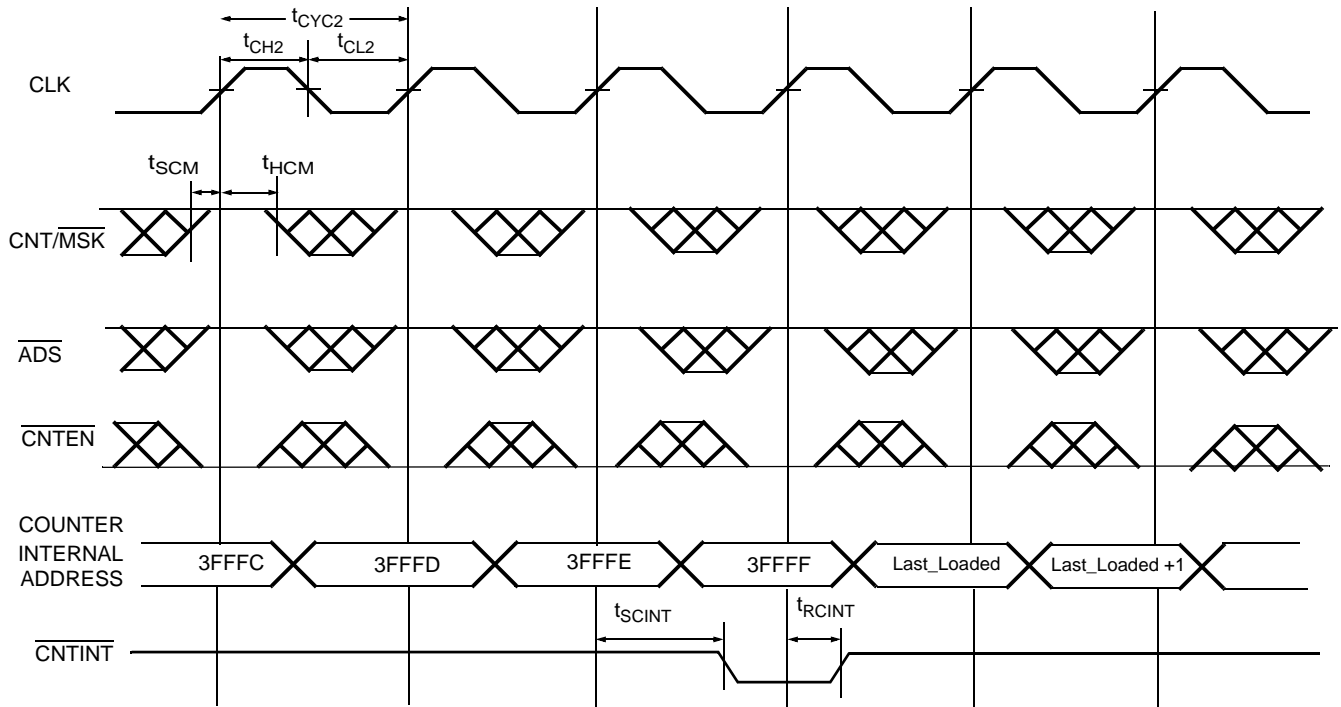 tCYC2
tCH2
tCL2
CLK
tSCM
tHCM
CNT/MSK
ADS
CNTEN
COUNTER
INTERNAL
ADDRESS
3FFFC
3FFFD
3FFFE
3FFFF
Last_Loaded
Last_Loaded +1
tSCINT
tRCINT
CNTINT